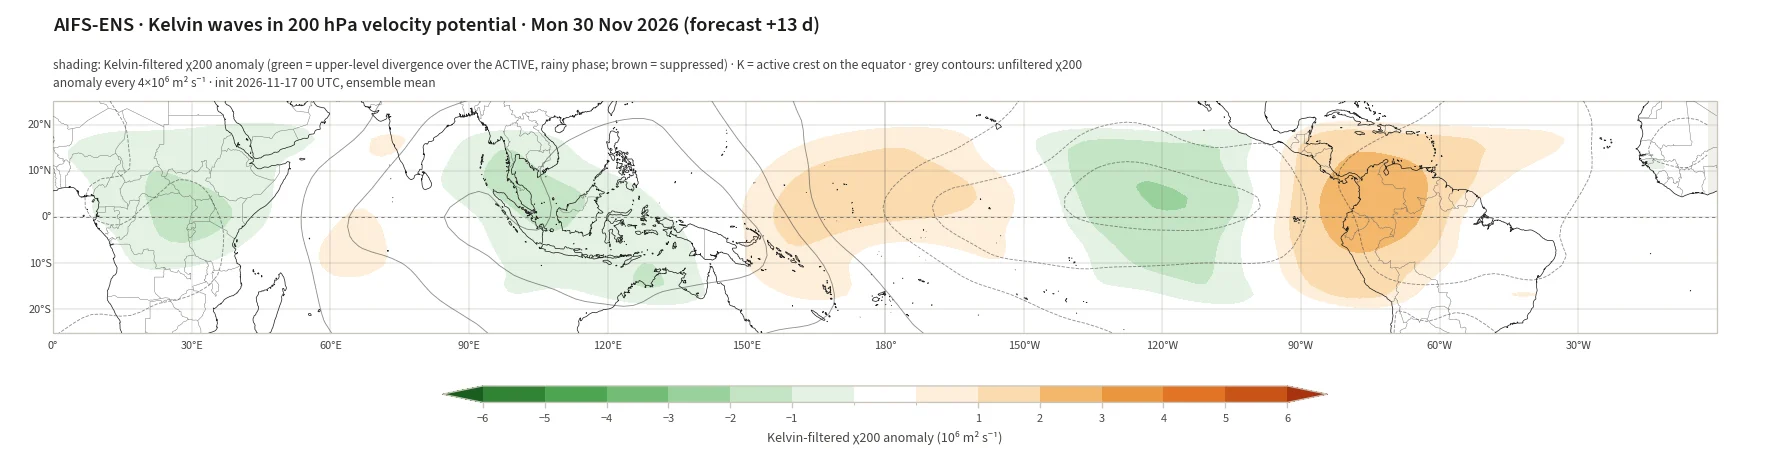 AIFS-ENS · Kelvin waves in 200 hPa velocity potential · Mon 30 Nov 2026 (forecast +13 d)
shading: Kelvin-filtered χ200 anomaly (green = upper-level divergence over the ACTIVE, rainy phase; brown = suppressed) · K = active crest on the equator · grey contours: unfiltered χ200
anomaly every 4×10⁶ m² s⁻¹ · init 2026-11-17 00 UTC, ensemble mean
20°N
10°N
0°
10°S
20°S
0° 30°E 60°E 90°E 120°E 150°E 180° 150°W 120°W 90°W 60°W 30°W
−6 −5 −4 −3 −2 −1 1 2 3 4 5 6
Kelvin-filtered χ200 anomaly (10⁶ m² s⁻¹)